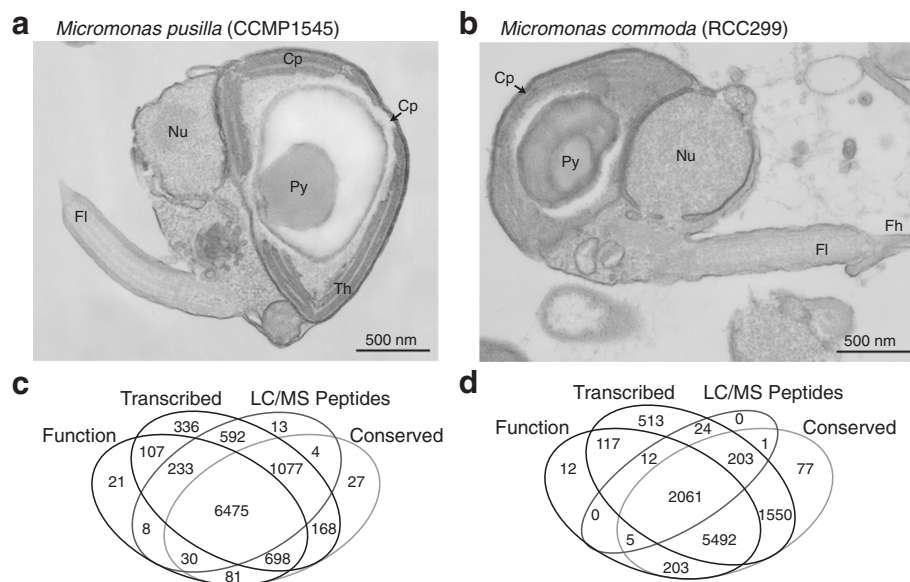 a Micromonas pusilla (CCMP1545)
Cp
Cp
Nu
Py
Fl
Th
500 nm
b Micromonas commoda (RCC299)
Cp
Py
Nu
Fh
Fl
500 nm
c
Transcribed LC/MS Peptides
Function Conserved
336 592 13
107 4
21 233 1077 27
6475
8 168
30 698
81
d
Transcribed LC/MS Peptides
Function Conserved
513 24 0
117 1
12 12 203 77
2061
0 1550
5 5492
203